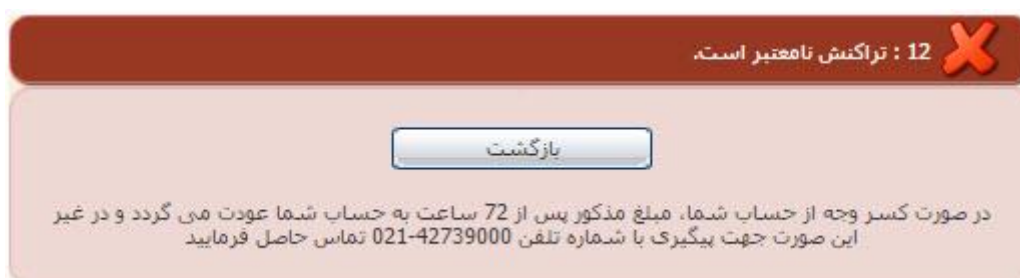 12 : تراکنش نامعتبر است.
بازگشت
در صورت کسر وجه از حساب شما، مبلغ مذکور پس از 72 ساعت به حساب شما عودت می گردد و در غیر
این صورت جهت پیگیری با شماره تلفن 42739000-021 تماس حاصل فرمایید